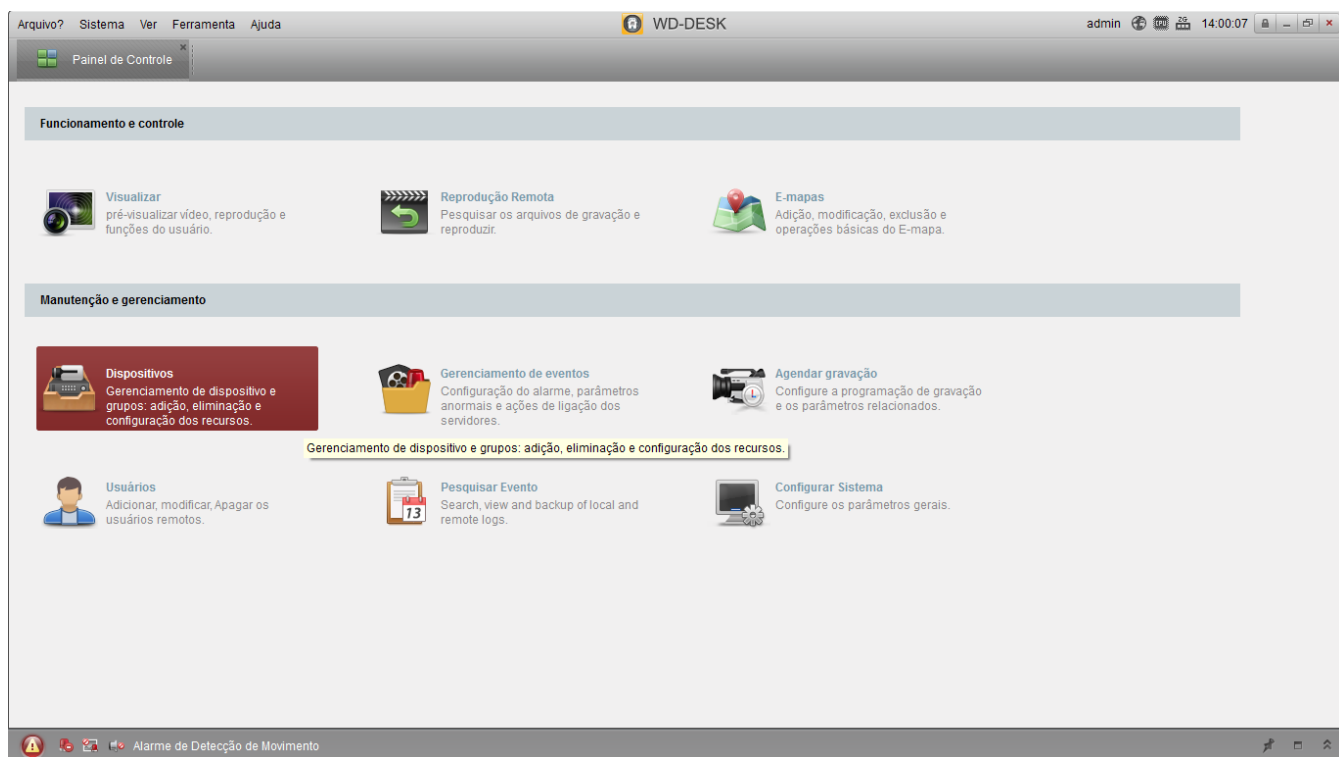 Arquivo? Sistema Ver Ferramenta Ajuda
WD-DESK
admin
CPU
2G
14:00:07
Painel de Controle
Funcionamento e controle
Visualizar
pré-visualizar vídeo, reprodução e
funções do usuário.
Reprodução Remota
Pesquisar os arquivos de gravação e
reproduzir.
E-mapas
Adição, modificação, exclusão e
operações básicas do E-mapa.
Manutenção e gerenciamento
Dispositivos
Gerenciamento de dispositivo e
grupos: adição, eliminação e
configuração dos recursos.
Gerenciamento de eventos
Configuração do alarme, parâmetros
anormais e ações de ligação dos
servidores.
Agendar gravação
Configure a programação de gravação
e os parâmetros relacionados.
Gerenciamento de dispositivo e grupos: adição, eliminação e configuração dos recursos.
Usuários
Adicionar, modificar, Apagar os
usuários remotos.
13
Pesquisar Evento
Search, view and backup of local and
remote logs.
Configurar Sistema
Configure os parâmetros gerais.
Alarme de Detecção de Movimento